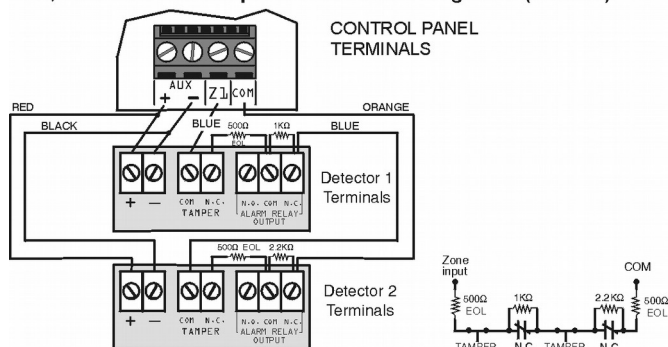 CONTROL PANEL
TERMINALS
AUX
+ - Z1 COM
RED
ORANGE
BLACK
BLUE
500Ω
EOL
1KΩ
BLUE
+ -
COM N.C.
TAMPER
N.O. COM N.C.
ALARM RELAY
OUTPUT
Detector 1
Terminals
500Ω EOL
2.2KΩ
+ -
COM N.C.
TAMPER
N.O. COM N.C.
ALARM RELAY
OUTPUT
Detector 2
Terminals
Zone
input
COM
500Ω
EOL
1KΩ
2.2KΩ
500Ω
EOL
TAMPER N.C. TAMPER N.C.